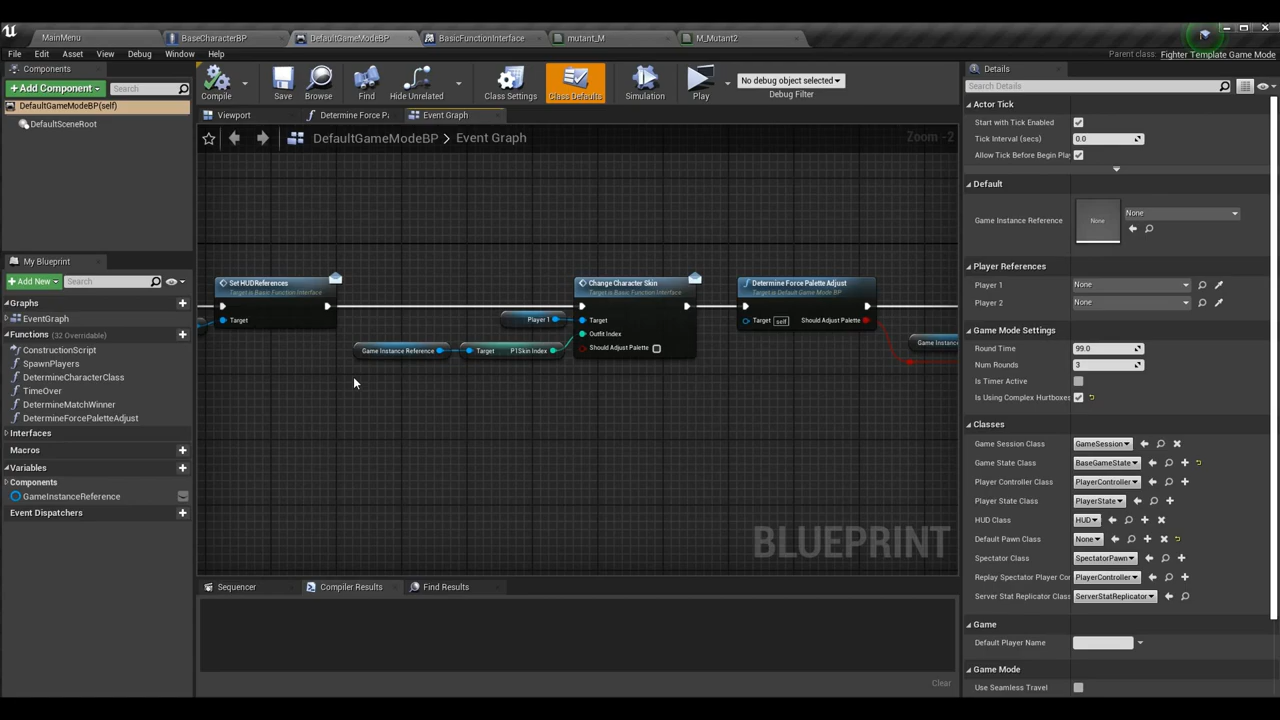 MainMenu
BaseCharacterBP
DefaultGameModeBP
BasicFunctionInterface
mutant_M
M_Mutant2
File Edit Asset View Debug Window Help
Parent class: Fighter Template Game Mode
Components
Add Component
Search
DefaultGameModeBP(self)
DefaultSceneRoot
Compile
Save
Browse
Find
Hide Unrelated
Class Settings
Class Defaults
Simulation
Play
No debug object selected
Debug Filter
Viewport
Determine Force P
Event Graph
DefaultGameModeBP > Event Graph
Zoom -2
Set HUDReferences
Target is Basic Function Interface
Target
Game Instance Reference
Target P1Skin Index
Player 1
Change Character Skin
Target is Basic Function Interface
Target
Outfit Index
Should Adjust Palette
Determine Force Palette Adjust
Target is Default Game Mode BP
Target self Should Adjust Palette
Game Instanc
BLUEPRINT
My Blueprint
Add New
Search
Graphs
EventGraph
Functions (32 Overridable)
ConstructionScript
SpawnPlayers
DetermineCharacterClass
TimeOver
DetermineMatchWinner
DetermineForcePaletteAdjust
Interfaces
Macros
Variables
Components
GameInstanceReference
Event Dispatchers
Sequencer
Compiler Results
Find Results
Clear
Details
Search Details
Actor Tick
Start with Tick Enabled
Tick Interval (secs) 0.0
Allow Tick Before Begin Play
Default
Game Instance Reference None None
Player References
Player 1 None
Player 2 None
Game Mode Settings
Round Time 99.0
Num Rounds 3
Is Timer Active
Is Using Complex Hurtboxes
Classes
Game Session Class GameSession
Game State Class BaseGameState
Player Controller Class PlayerController
Player State Class PlayerState
HUD Class HUD
Default Pawn Class None
Spectator Class SpectatorPawn
Replay Spectator Player Co PlayerController
Server Stat Replicator Class ServerStatReplicator
Game
Default Player Name
Game Mode
Use Seamless Travel